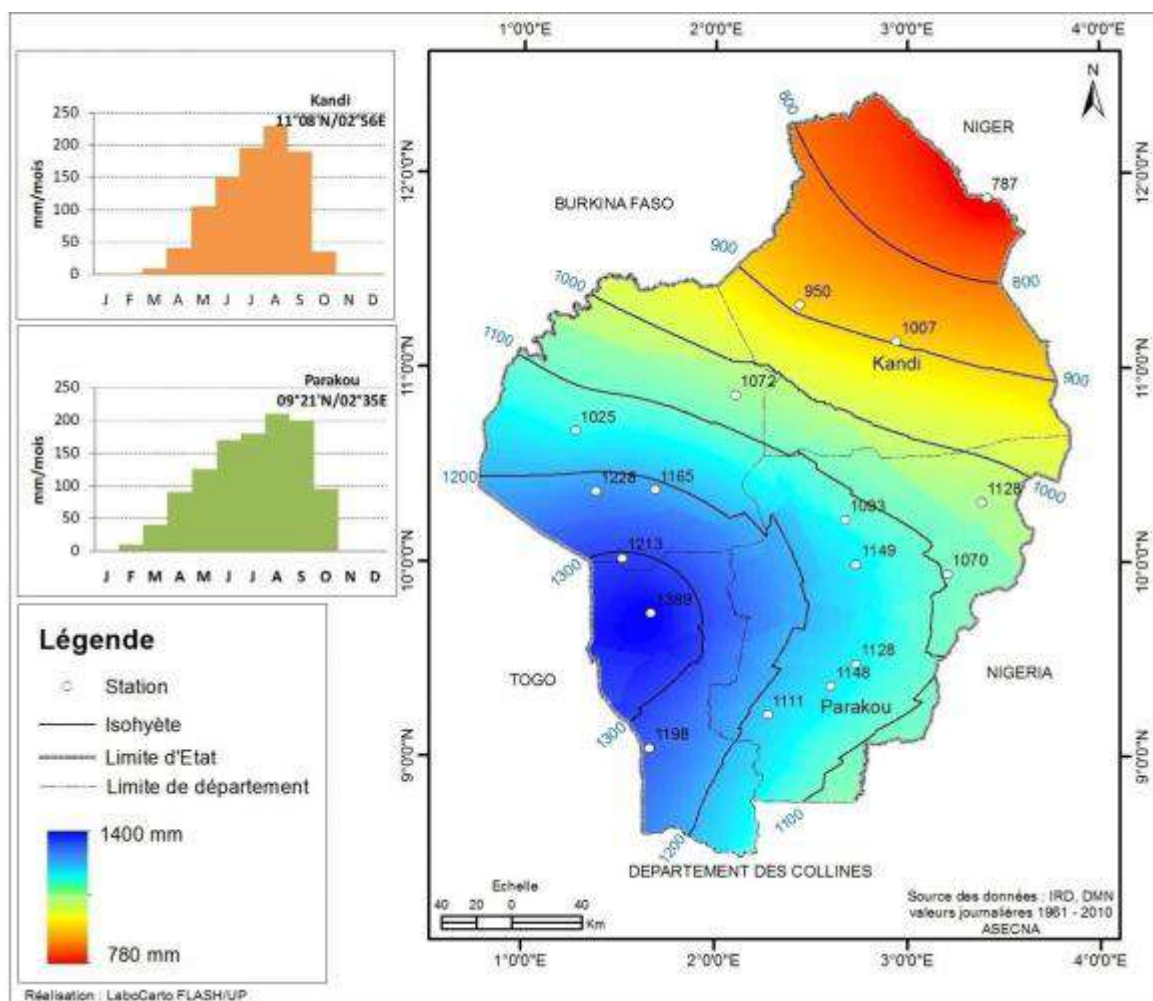 Kandi
11°08'N/02°56E
250
200
150
100
50
0
mm/mois
J F M A M J J A S O N D
Parakou
09°21'N/02°35E
250
200
150
100
50
0
mm/mois
J F M A M J J A S O N D
Légende
Station
Isohyète
Limite d'Etat
Limite de département
1400 mm
780 mm
Réalisation : LaboCarto FLASH/UP
1°0'0"E 2°0'0"E 3°0'0"E 4°0'0"E
12°0'0"N
11°0'0"N
10°0'0"N
9°0'0"N
N
800
NIGER
787
BURKINA FASO
900
800
1000
950
1007
Kandi
1100
900
1072
1025
1200
1228
1165
1128
1000
1093
1213
1149
1070
1300
1389
1128
NIGERIA
TOGO
1148
Parakou
1111
1300
1198
1100
1200
DEPARTEMENT DES COLLINES
Echelle
40 20 0 40
Km
Source des données : IRD, DMN
valeurs journalières 1961 - 2010
ASECNA
12°0'0"N
11°0'0"N
10°0'0"N
9°0'0"N
1°0'0"E 2°0'0"E 3°0'0"E 4°0'0"E